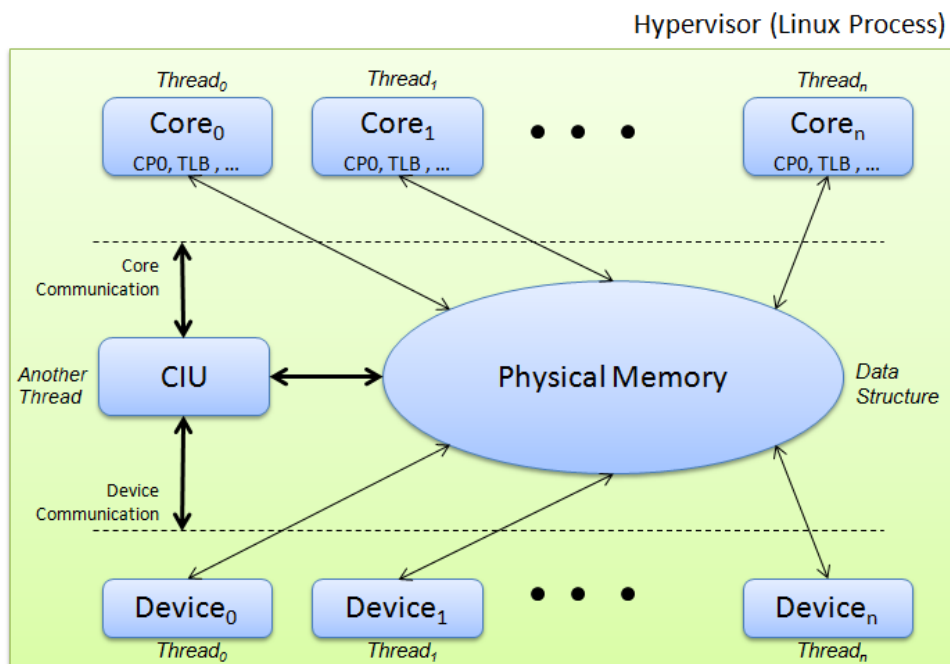 Hypervisor (Linux Process)
Thread₀
Thread₁
Threadₙ
Core₀
CP0, TLB , ...
Core₁
CP0, TLB , ...
Coreₙ
CP0, TLB , ...
Core
Communication
Another
Thread
CIU
Physical Memory
Data
Structure
Device
Communication
Device₀
Device₁
Deviceₙ
Thread₀
Thread₁
Threadₙ